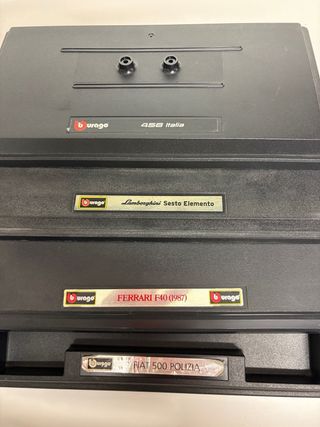 burago 458 Italia
burago Lamborghini Sesto Elemento
burago FERRARI F40 (1987) burago
burago FIAT 500 POLIZIA